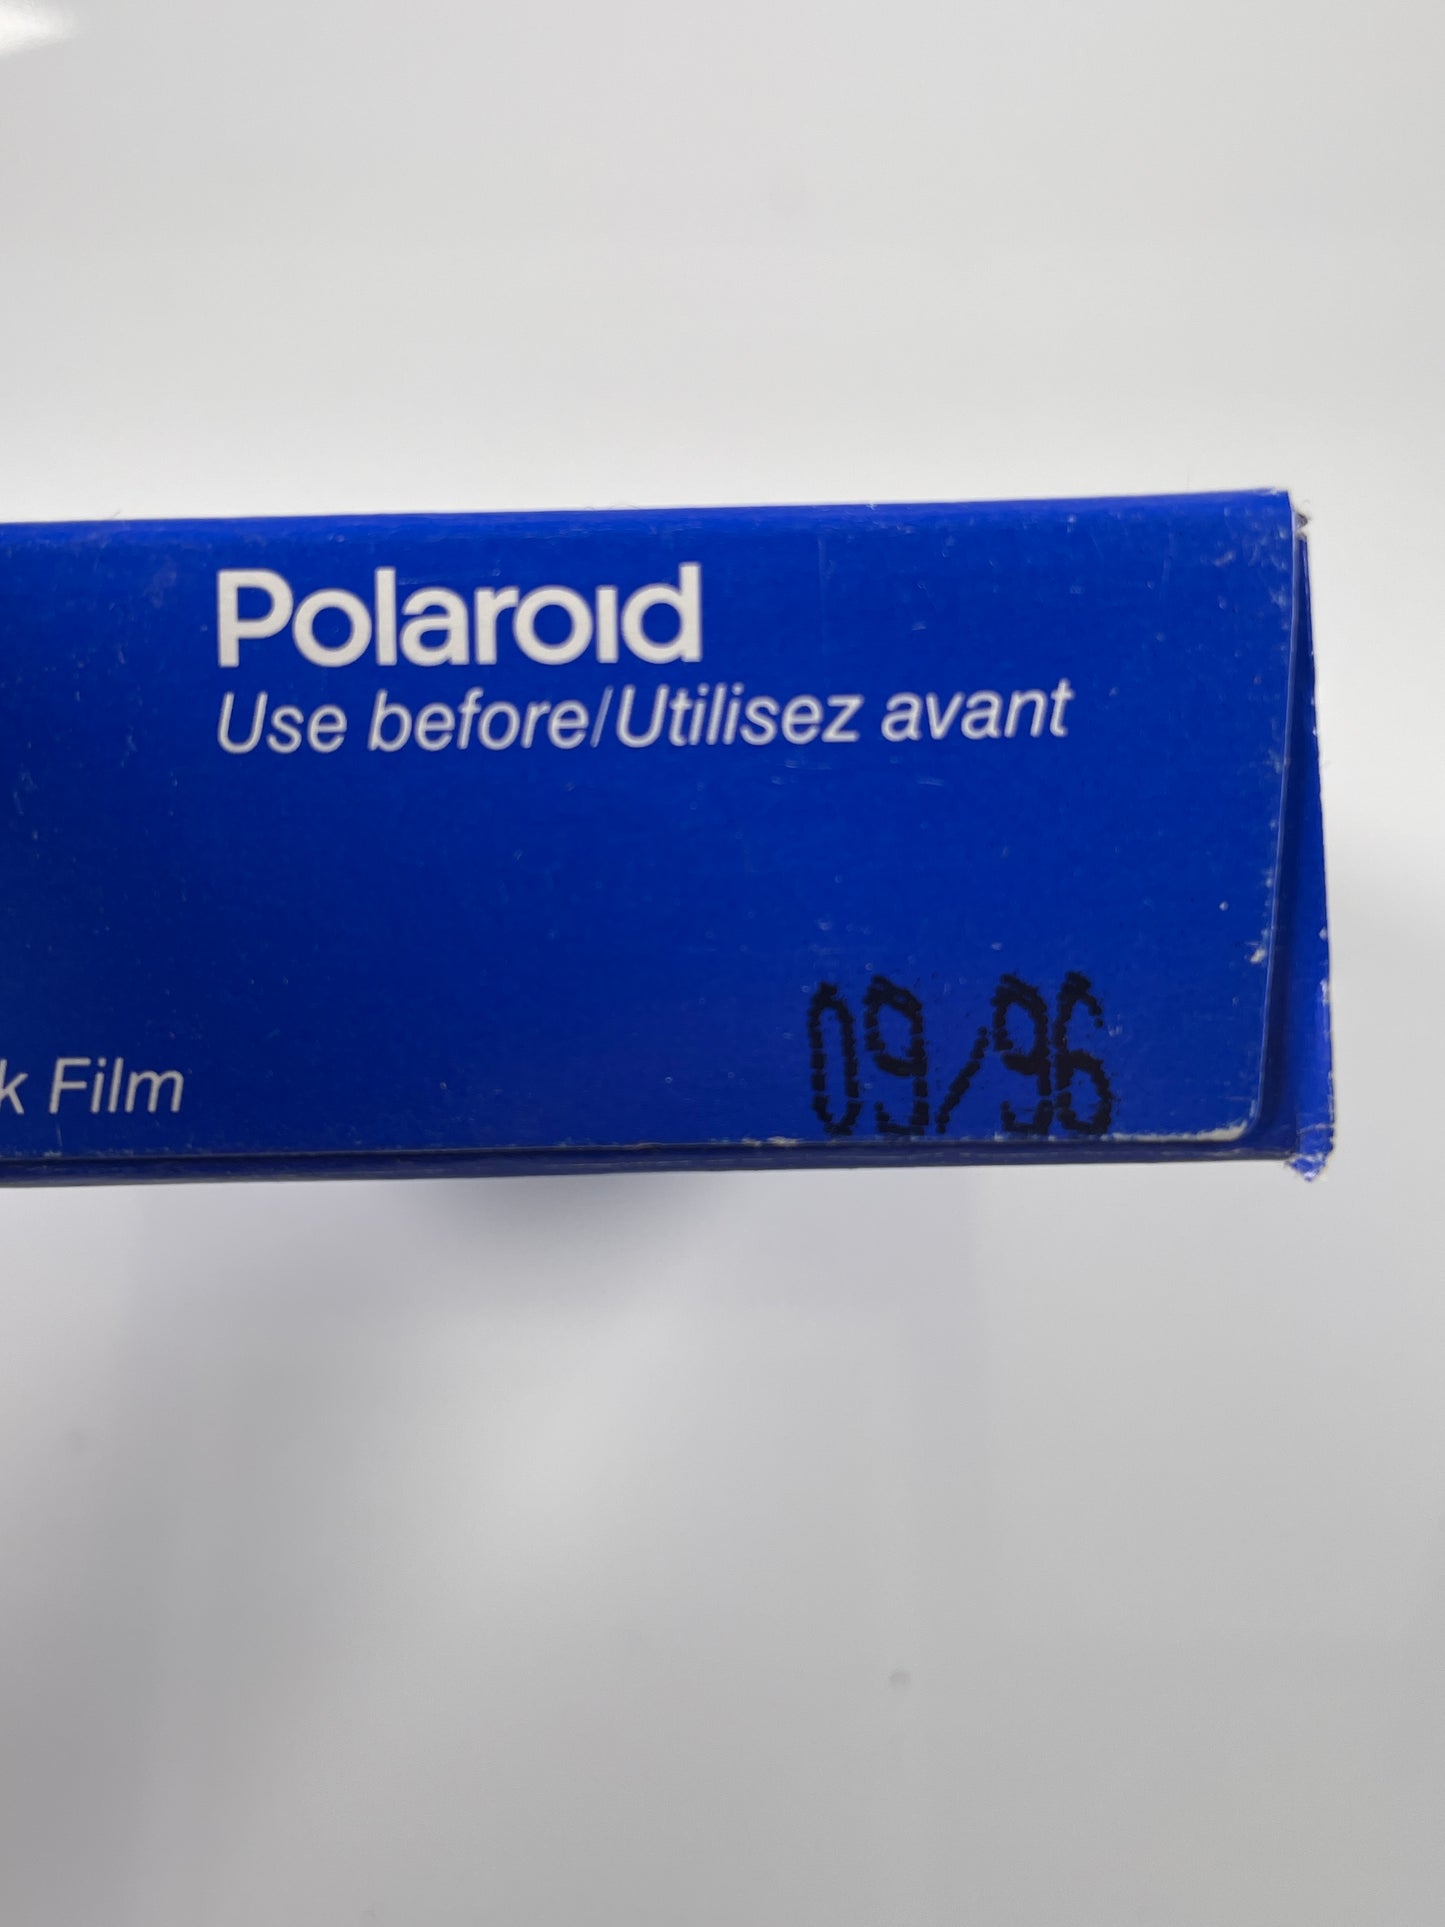 Polaroid
Use before/Utilisez avant
k Film
09/96